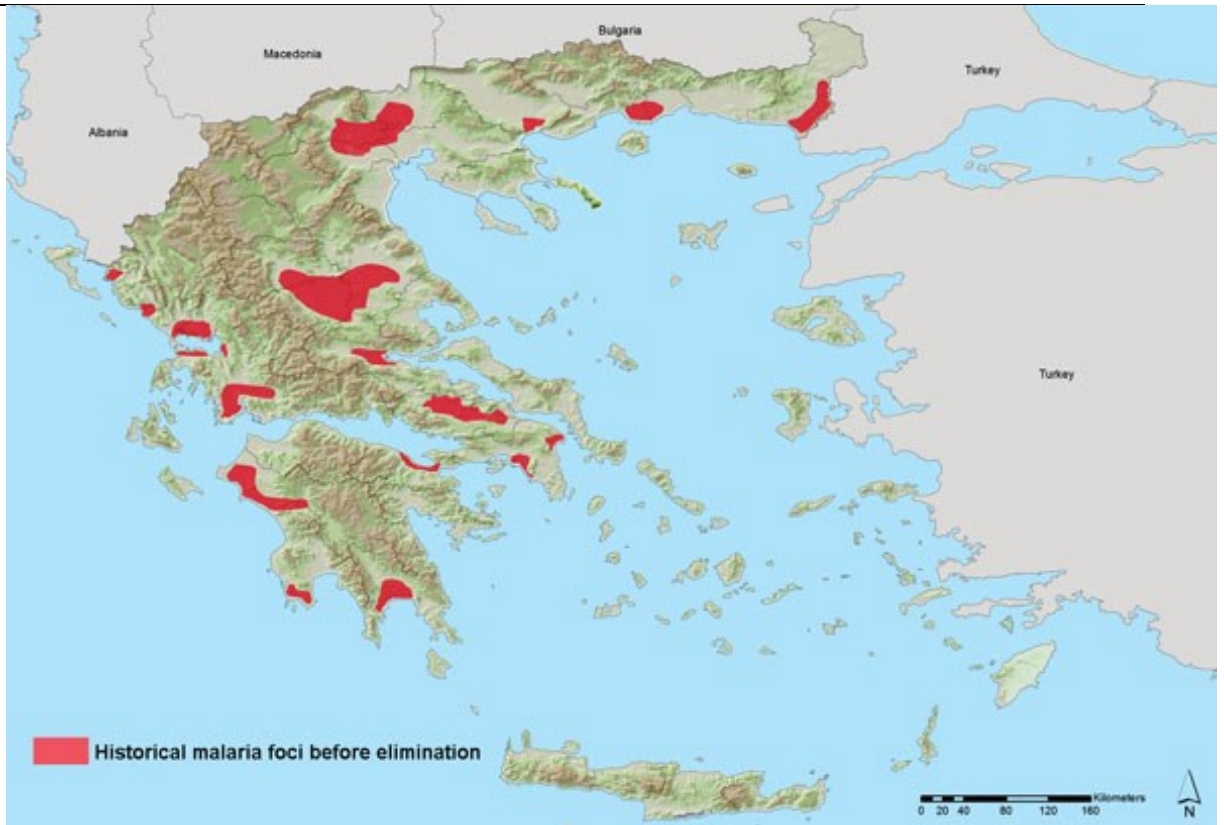 Bulgaria
Macedonia
Turkey
Albania
Turkey
Historical malaria foci before elimination
Kilometers
0 20 40 80 120 160
N